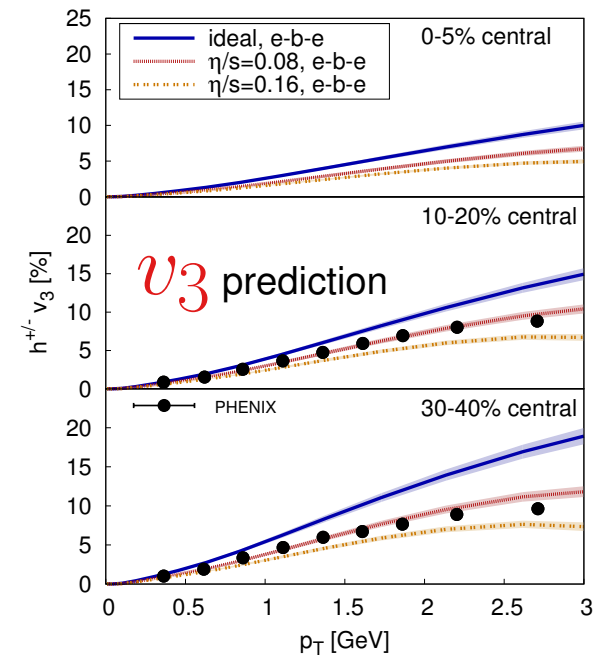 ideal, e-b-e
η/s=0.08, e-b-e
η/s=0.16, e-b-e
0-5% central
25
20
15
10
5
0
10-20% central
v3 prediction
20
15
10
5
0
h+/- v3 [%]
PHENIX
30-40% central
20
15
10
5
0
0 0.5 1 1.5 2 2.5 3
pT [GeV]